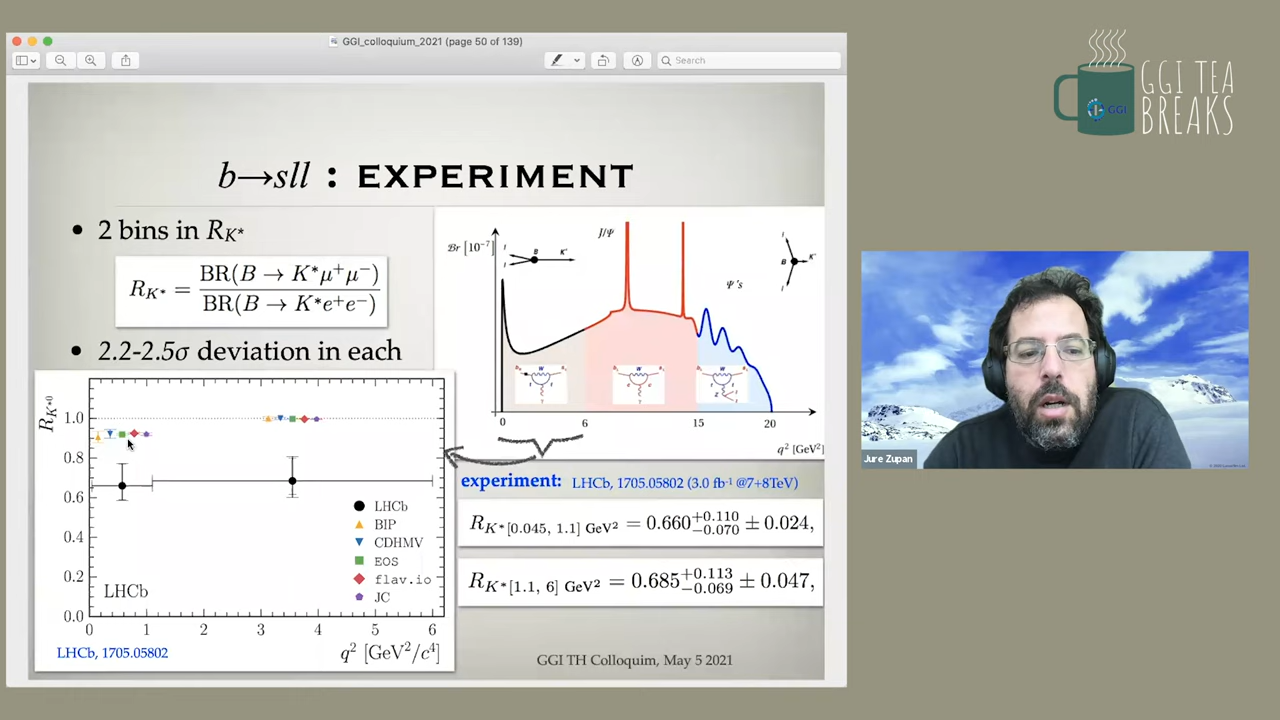 GGI_colloquium_2021 (page 50 of 139)
Search
GGI TEA
BREAKS
GGI
b→sll : EXPERIMENT
• 2 bins in R_{K*}
R_{K*} = BR(B → K*μ⁺μ⁻) / BR(B → K*e⁺e⁻)
• 2.2-2.5σ deviation in each
Br [10⁻⁷]
B
K*
J/Ψ
Ψ's
B
K*
0
6
15
20
q² [GeV²]
R_{K*0}
1.0
0.8
0.6
0.4
0.2
0.0
0 1 2 3 4 5 6
LHCb
BIP
CDHMV
EOS
flav.io
JC
LHCb
q² [GeV²/c⁴]
LHCb, 1705.05802
experiment: LHCb, 1705.05802 (3.0 fb⁻¹ @7+8TeV)
R_{K*[0.045, 1.1] GeV²} = 0.660^{+0.110}_{−0.070} ± 0.024,
R_{K*[1.1, 6] GeV²} = 0.685^{+0.113}_{−0.069} ± 0.047,
GGI TH Colloquim, May 5 2021
Jure Zupan